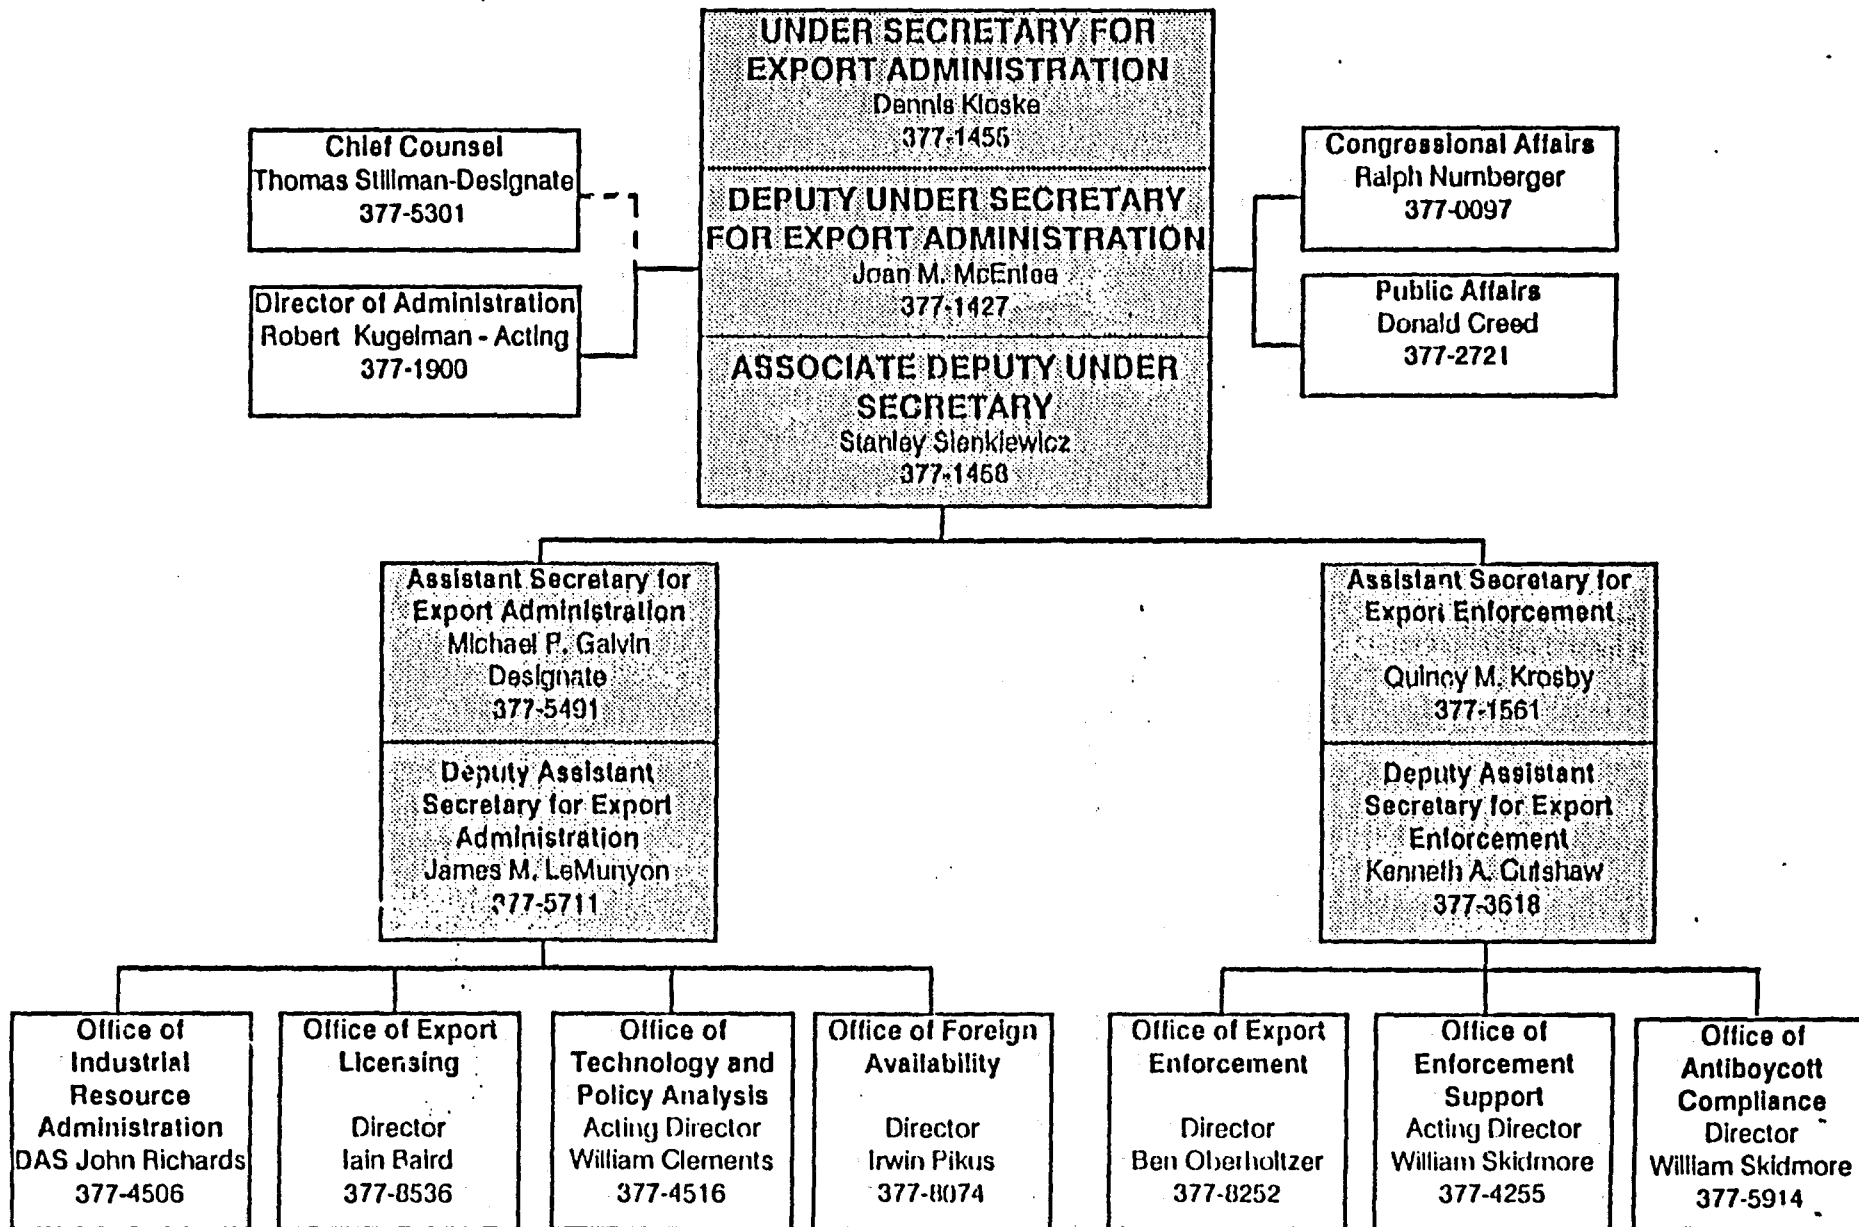 UNDER SECRETARY FOR
EXPORT ADMINISTRATION
Dennis Kloske
377-1455
Chief Counsel
Thomas Stillman-Designate
377-5301
Congressional Affairs
Ralph Nurnberger
377-0097
DEPUTY UNDER SECRETARY
FOR EXPORT ADMINISTRATION
Joan M. McEntee
377-1427
Director of Administration
Robert Kugelman - Acting
377-1900
Public Affairs
Donald Creed
377-2721
ASSOCIATE DEPUTY UNDER
SECRETARY
Stanley Sienkiewicz
377-1458
Assistant Secretary for
Export Administration
Michael P. Galvin
Designate
377-5491
Assistant Secretary for
Export Enforcement
Quincy M. Krosby
377-1561
Deputy Assistant
Secretary for Export
Administration
James M. LeMunyon
377-5711
Deputy Assistant
Secretary for Export
Enforcement
Kenneth A. Cutshaw
377-3618
Office of
Industrial
Resource
Administration
DAS John Richards
377-4506
Office of Export
Licensing
Director
Iain Baird
377-8536
Office of
Technology and
Policy Analysis
Acting Director
William Clements
377-4516
Office of Foreign
Availability
Director
Irwin Pikus
377-8074
Office of Export
Enforcement
Director
Ben Oberholtzer
377-8252
Office of
Enforcement
Support
Acting Director
William Skidmore
377-4255
Office of
Antiboycott
Compliance
Director
William Skidmore
377-5914